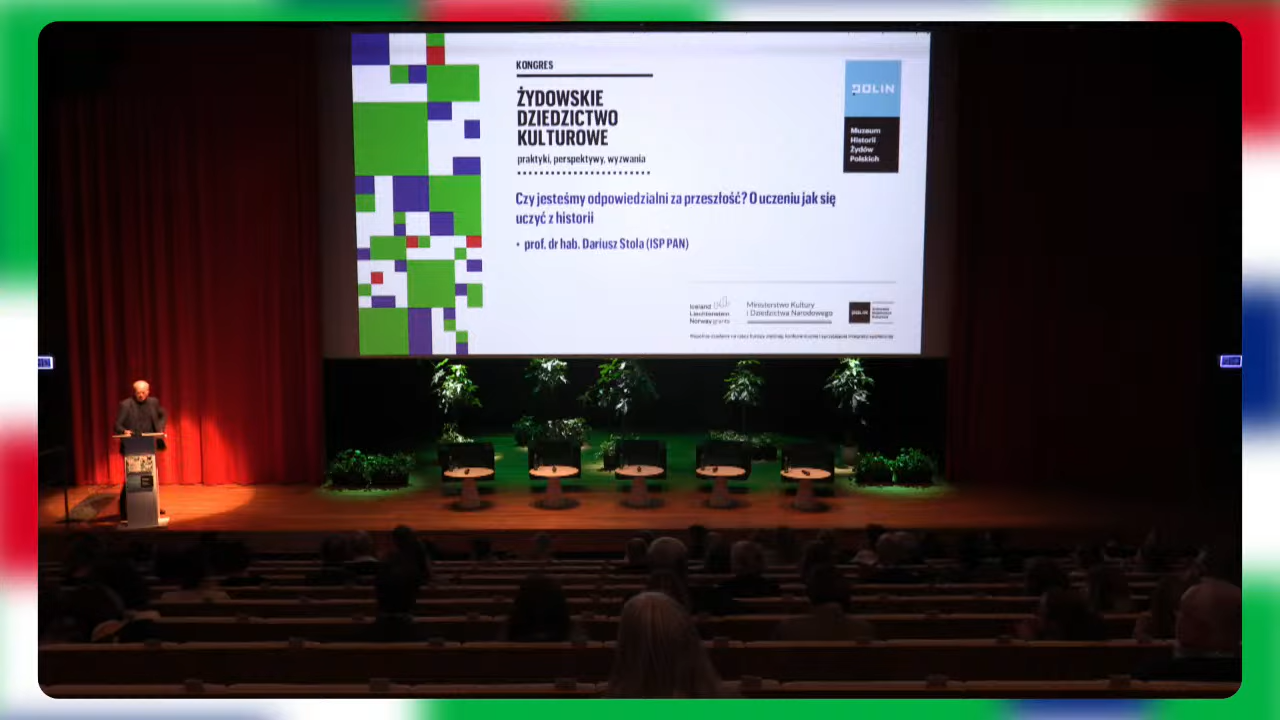 KONGRES
ŻYDOWSKIE
DZIEDZICTWO
KULTUROWE
praktyki, perspektywy, wyzwania
Czy jesteśmy odpowiedzialni za przeszłość? O uczeniu jak się
uczyć z historii
• prof. dr hab. Dariusz Stola (ISP PAN)
POLIN
Muzeum
Historii
Żydów
Polskich
Iceland
Liechtenstein
Norway grants
Ministerstwo Kultury
i Dziedzictwa Narodowego